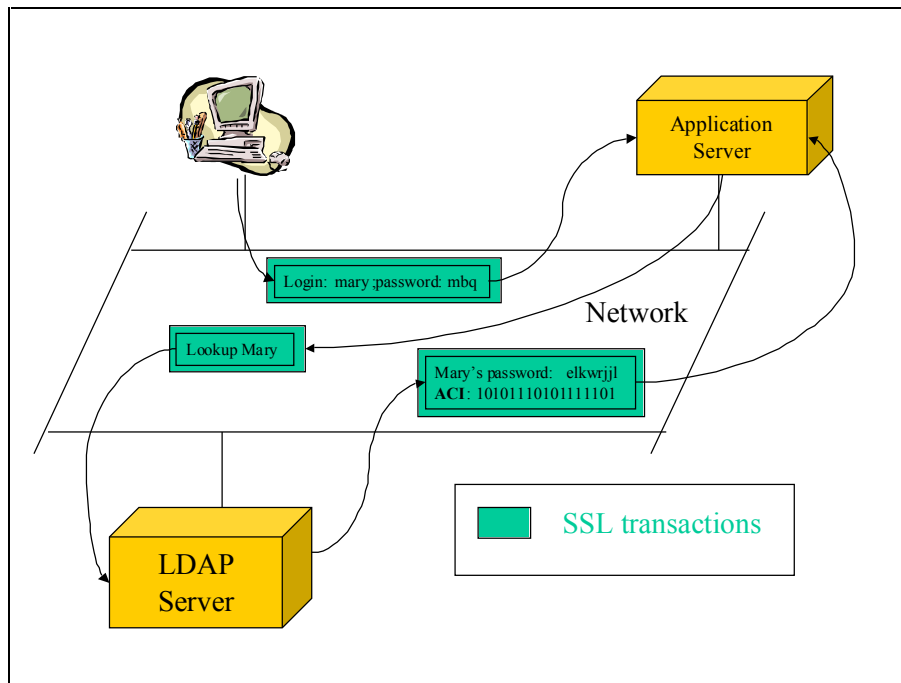 Application
Server
Login: mary ;password: mbq
Network
Lookup Mary
Mary's password: elkwrjjl
ACI: 10101110101111101
SSL transactions
LDAP
Server